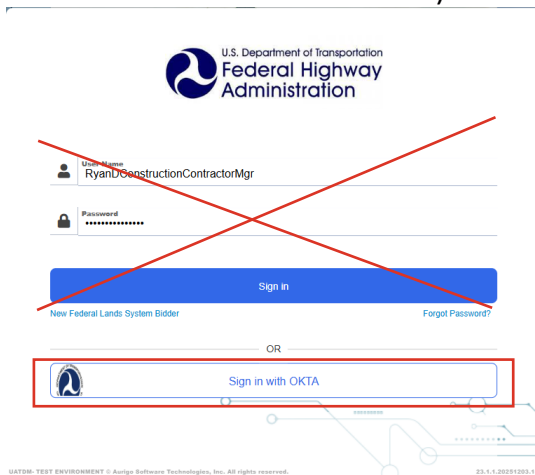 U.S. Department of Transportation
Federal Highway
Administration
User Name
RyanDConstructionContractorMgr
Password
Sign in
New Federal Lands System Bidder
Forgot Password?
OR
Sign in with OKTA
UATDM- TEST ENVIRONMENT © Aurigo Software Technologies, Inc. All rights reserved.
23.1.1.20251203.1